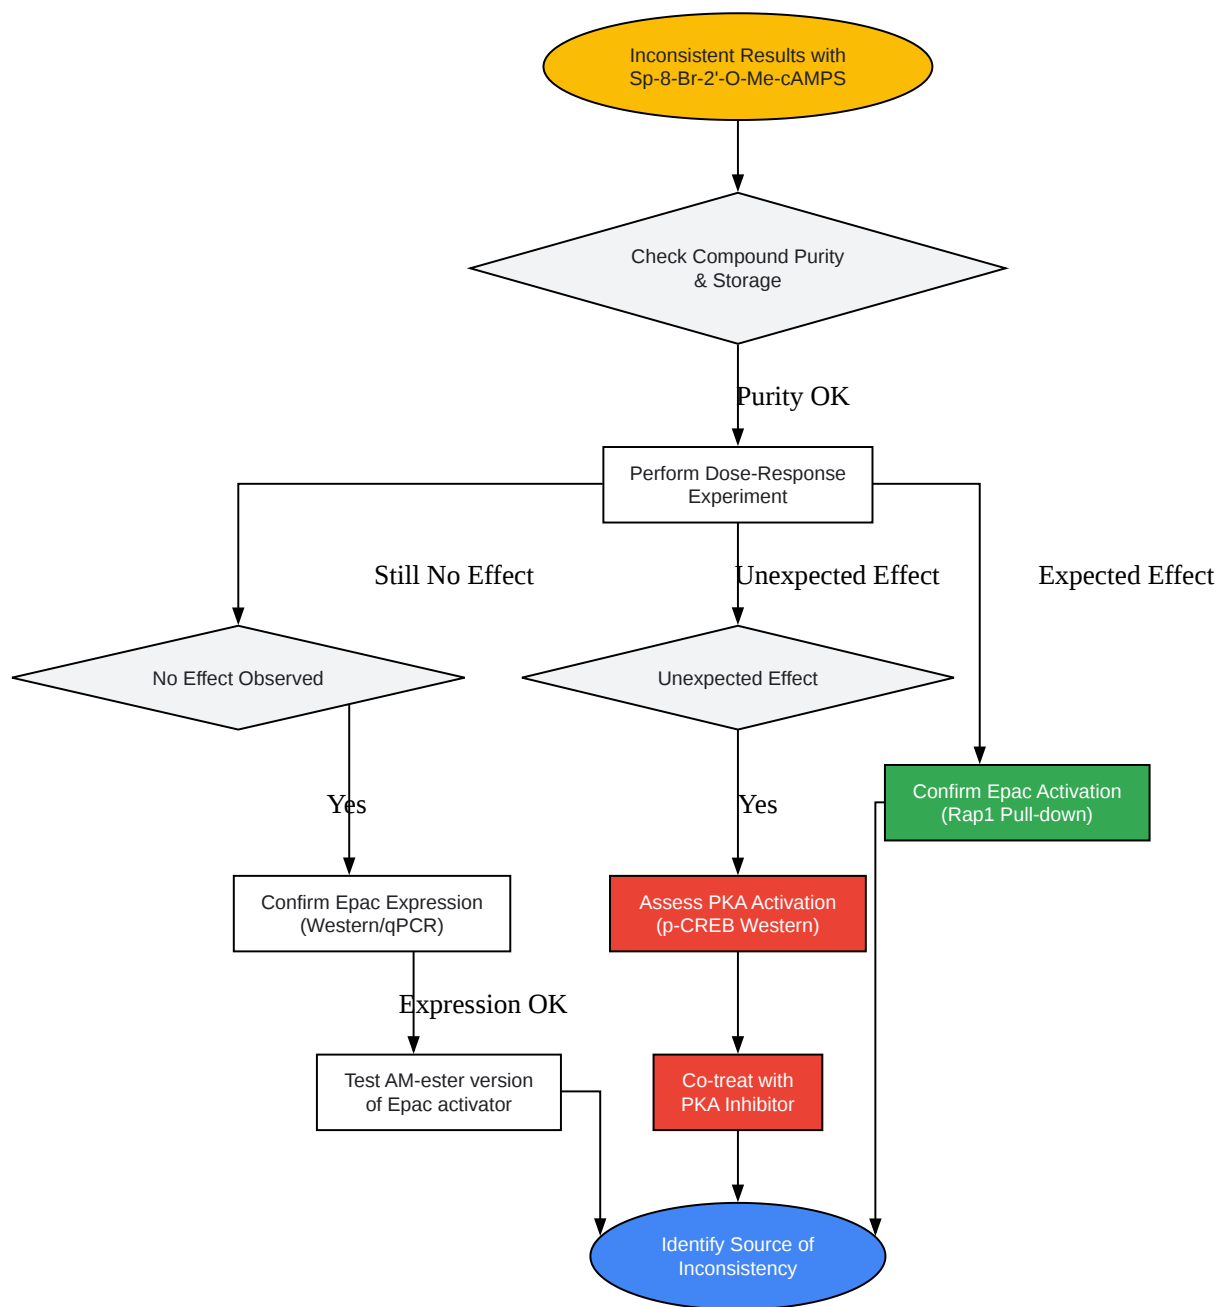 Inconsistent Results with
Sp-8-Br-2'-O-Me-cAMPS
Check Compound Purity
& Storage
Purity OK
Perform Dose-Response
Experiment
Still No Effect
Unexpected Effect
Expected Effect
No Effect Observed
Unexpected Effect
Confirm Epac Activation
(Rap1 Pull-down)
Yes
Yes
Confirm Epac Expression
(Western/qPCR)
Assess PKA Activation
(p-CREB Western)
Expression OK
Test AM-ester version
of Epac activator
Co-treat with
PKA Inhibitor
Identify Source of
Inconsistency